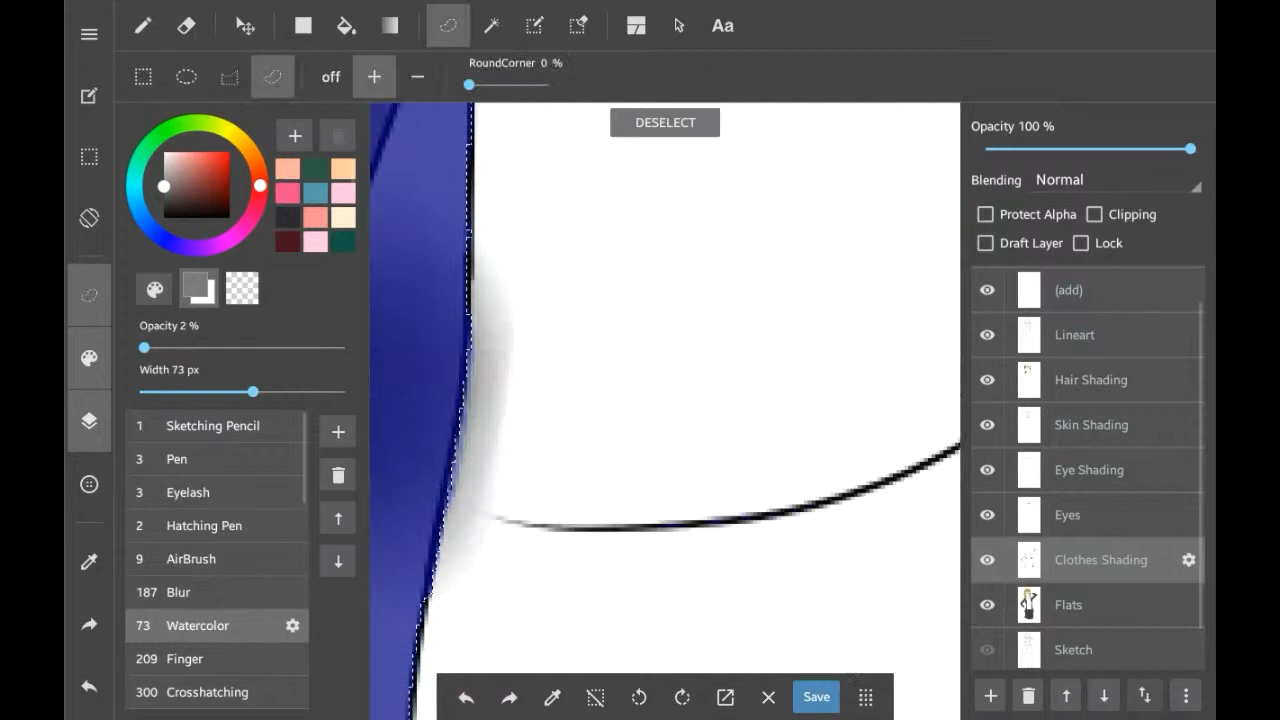 Aa
off
RoundCorner 0 %
DESELECT
Opacity 100 %
Blending Normal
Protect Alpha Clipping
Draft Layer Lock
(add)
Lineart
Hair Shading
Skin Shading
Eye Shading
Eyes
Clothes Shading
Flats
Sketch
Opacity 2 %
Width 73 px
1 Sketching Pencil
3 Pen
3 Eyelash
2 Hatching Pen
9 AirBrush
187 Blur
73 Watercolor
209 Finger
300 Crosshatching
Save